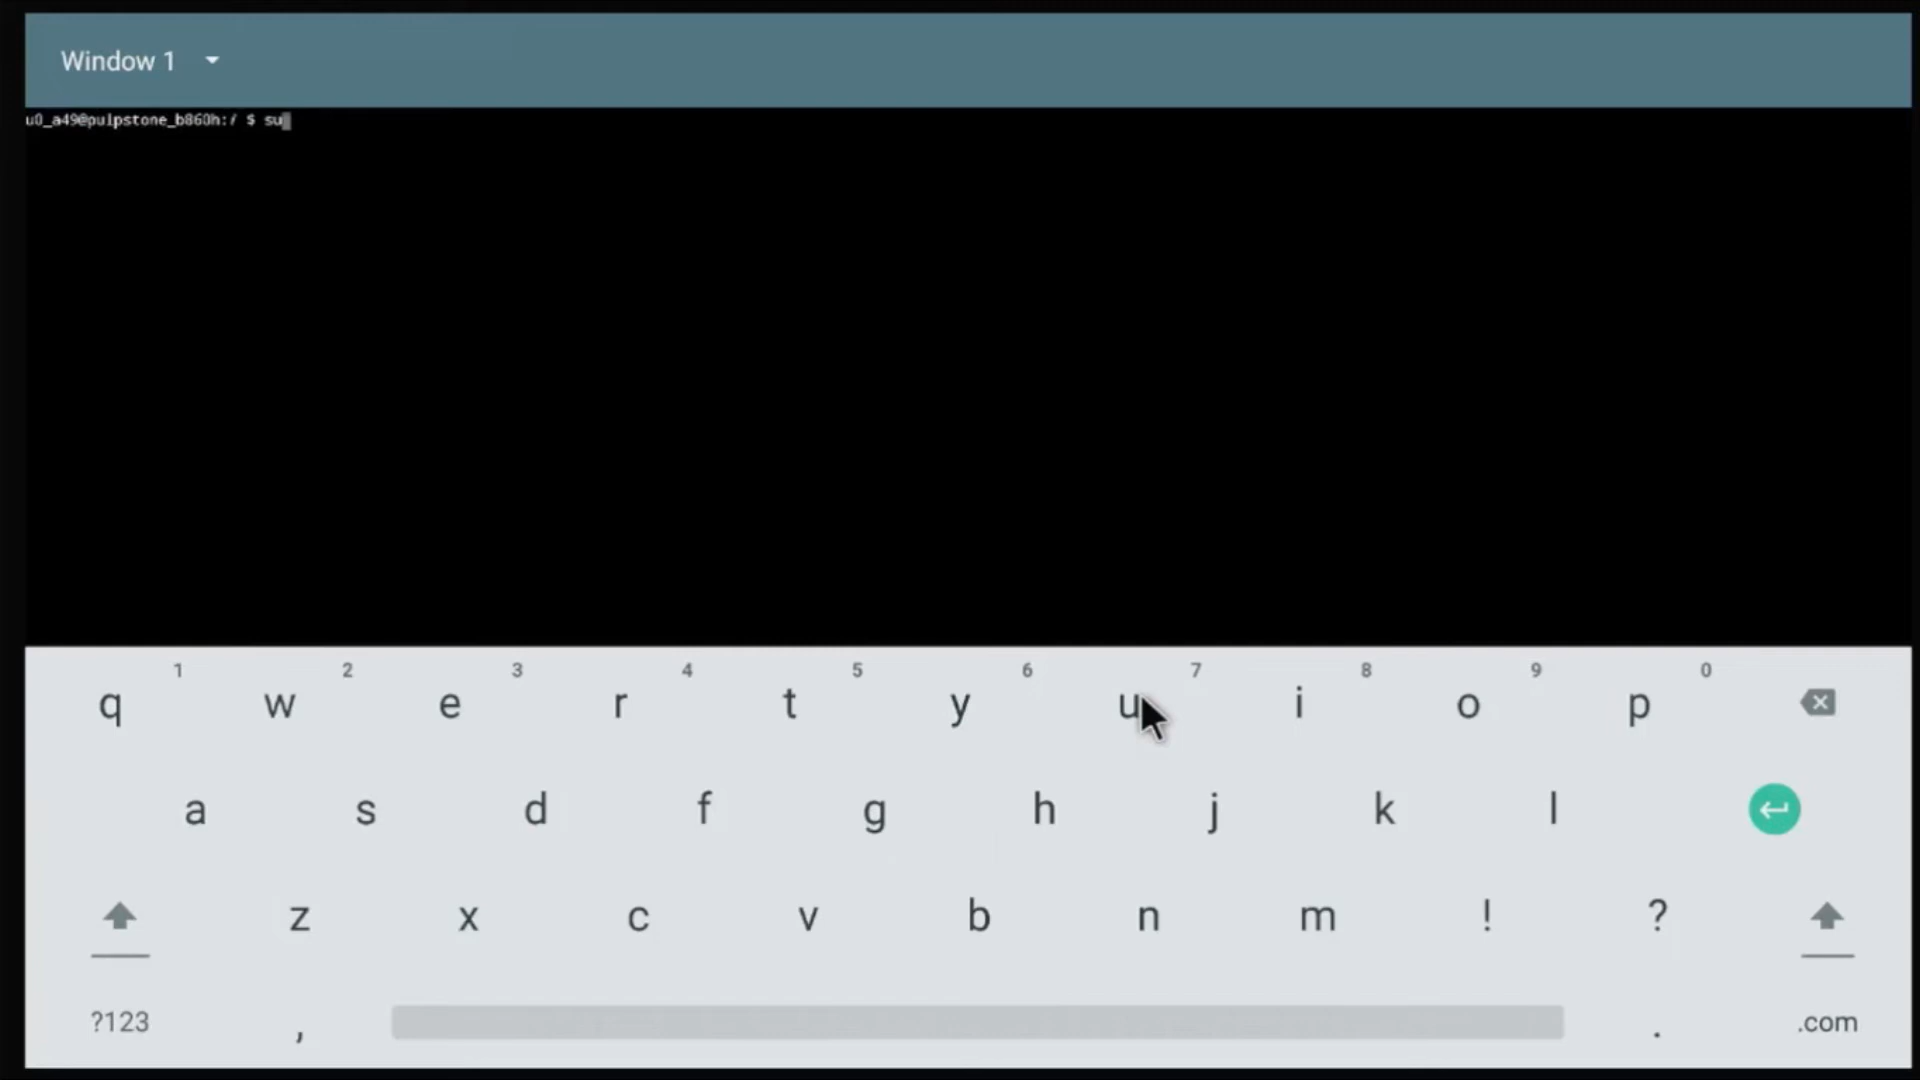 Window 1
u0_a49@pulpstone_b860h:/ $ su
1 2 3 4 5 6 7 8 9 0
q w e r t y u i o p
a s d f g h j k l
z x c v b n m ! ?
?123 , . .com